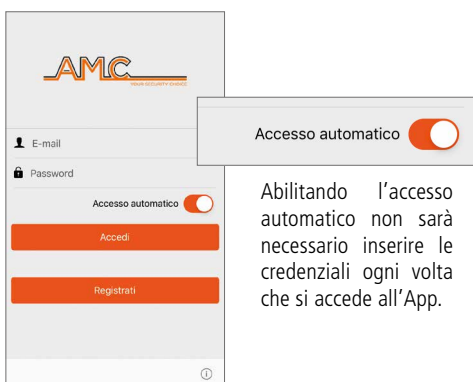 AMC
YOUR SECURITY CHOICE
E-mail
Password
Accesso automatico
Accedi
Registrati
Accesso automatico
Abilitando l'accesso
automatico non sarà
necessario inserire le
credenziali ogni volta
che si accede all'App.